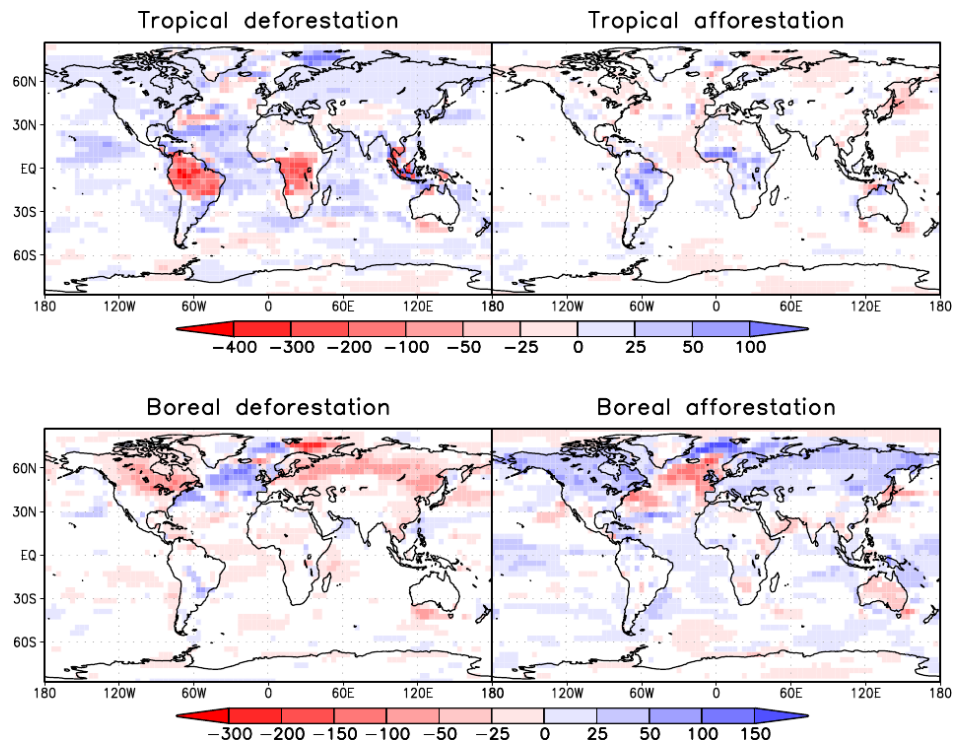 Tropical deforestation
Tropical afforestation
60N
30N
EQ
30S
60S
180 120W 60W 0 60E 120E 180 120W 60W 0 60E 120E 180
−400 −300 −200 −100 −50 −25 0 25 50 100
Boreal deforestation
Boreal afforestation
60N
30N
EQ
30S
60S
180 120W 60W 0 60E 120E 180 120W 60W 0 60E 120E 180
−300 −200 −150 −100 −50 −25 0 25 50 100 150